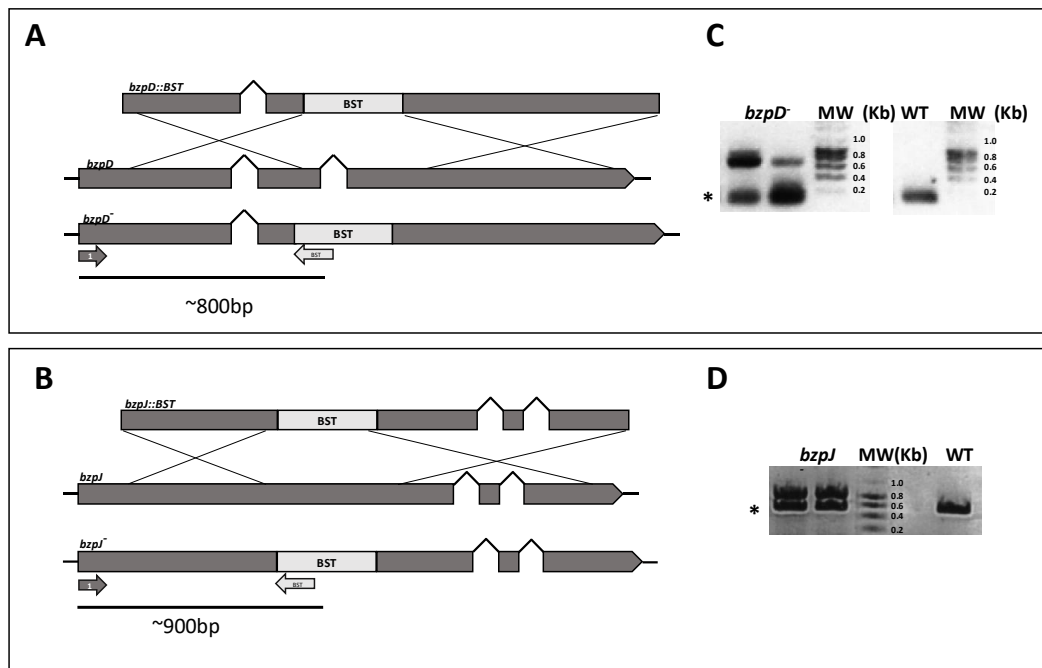 A
bzpD::BST
BST
bzpD
bzpD-
BST
1
BST
~800bp
C
bzpD- MW (Kb) WT MW (Kb)
1.0
0.8
0.6
0.4
0.2
1.0
0.8
0.6
0.4
0.2
*
B
bzpJ::BST
BST
bzpJ
bzpJ-
BST
1
BST
~900bp
D
bzpJ MW(Kb) WT
1.0
0.8
0.6
0.4
0.2
*